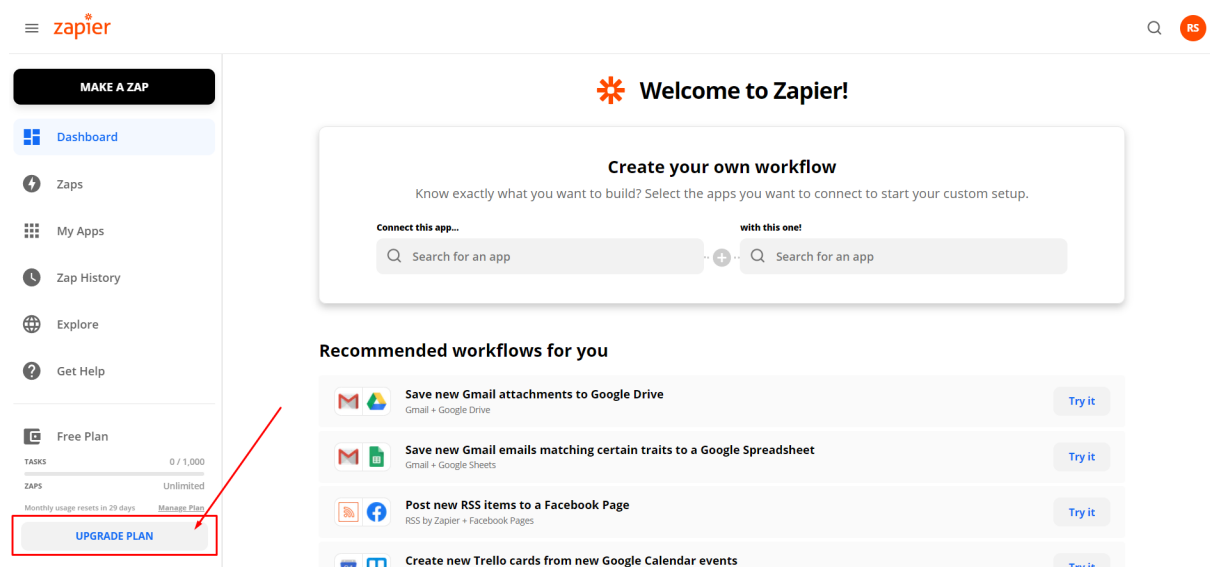 zapier
RS
MAKE A ZAP
Dashboard
Zaps
My Apps
Zap History
Explore
Get Help
Free Plan
TASKS 0 / 1,000
ZAPS Unlimited
Monthly usage resets in 29 days Manage Plan
UPGRADE PLAN
Welcome to Zapier!
Create your own workflow
Know exactly what you want to build? Select the apps you want to connect to start your custom setup.
Connect this app... with this one!
Search for an app Search for an app
Recommended workflows for you
Save new Gmail attachments to Google Drive
Gmail + Google Drive
Try it
Save new Gmail emails matching certain traits to a Google Spreadsheet
Gmail + Google Sheets
Try it
Post new RSS items to a Facebook Page
RSS by Zapier + Facebook Pages
Try it
Create new Trello cards from new Google Calendar events
Try it